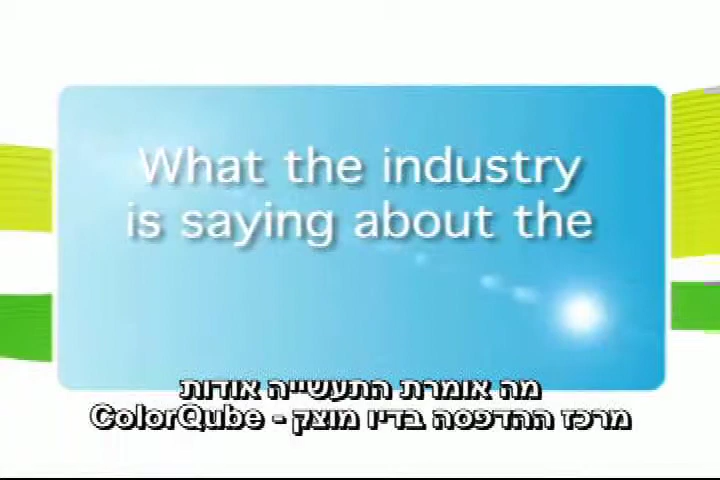 What the industry
is saying about the
מה אומרת התעשייה אודות
מרכז ההדפסה בדיו מוצק - ColorQube